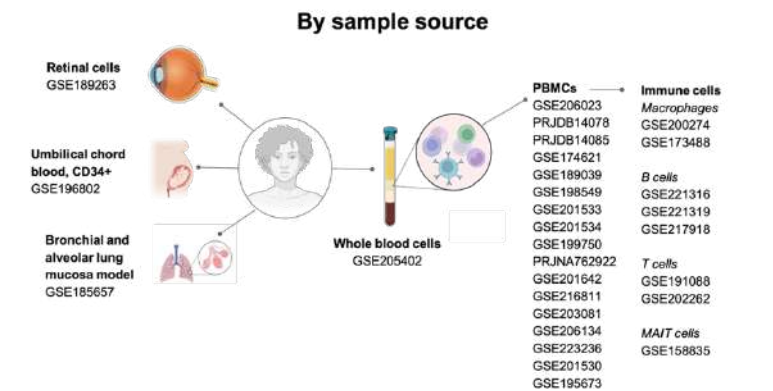 By sample source
Retinal cells
GSE189263
Umbilical chord
blood, CD34+
GSE196802
Bronchial and
alveolar lung
mucosa model
GSE185657
Whole blood cells
GSE205402
PBMCs
GSE206023
PRJDB14078
PRJDB14085
GSE174621
GSE189039
GSE198549
GSE201533
GSE201534
GSE199750
PRJNA762922
GSE201642
GSE216811
GSE203081
GSE206134
GSE223236
GSE201530
GSE195673
Immune cells
Macrophages
GSE200274
GSE173488
B cells
GSE221316
GSE221319
GSE217918
T cells
GSE191088
GSE202262
MAIT cells
GSE158835